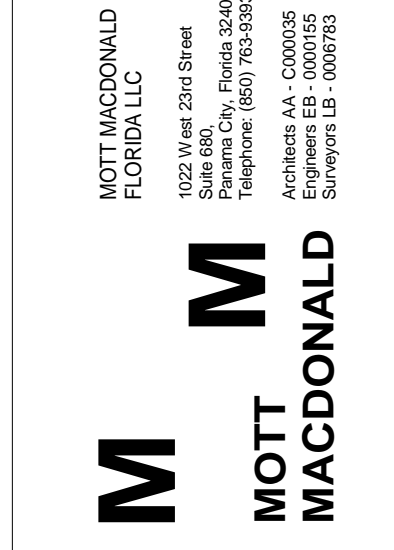 M
M
MOTT
MACDONALD
MOTT MACDONALD
FLORIDA LLC
1022 West 23rd Street
Suite 680,
Panama City, Florida 3240
Telephone: (850) 763-9393
Architects AA - C000035
Engineers EB - 0000155
Surveyors LB - 0006783